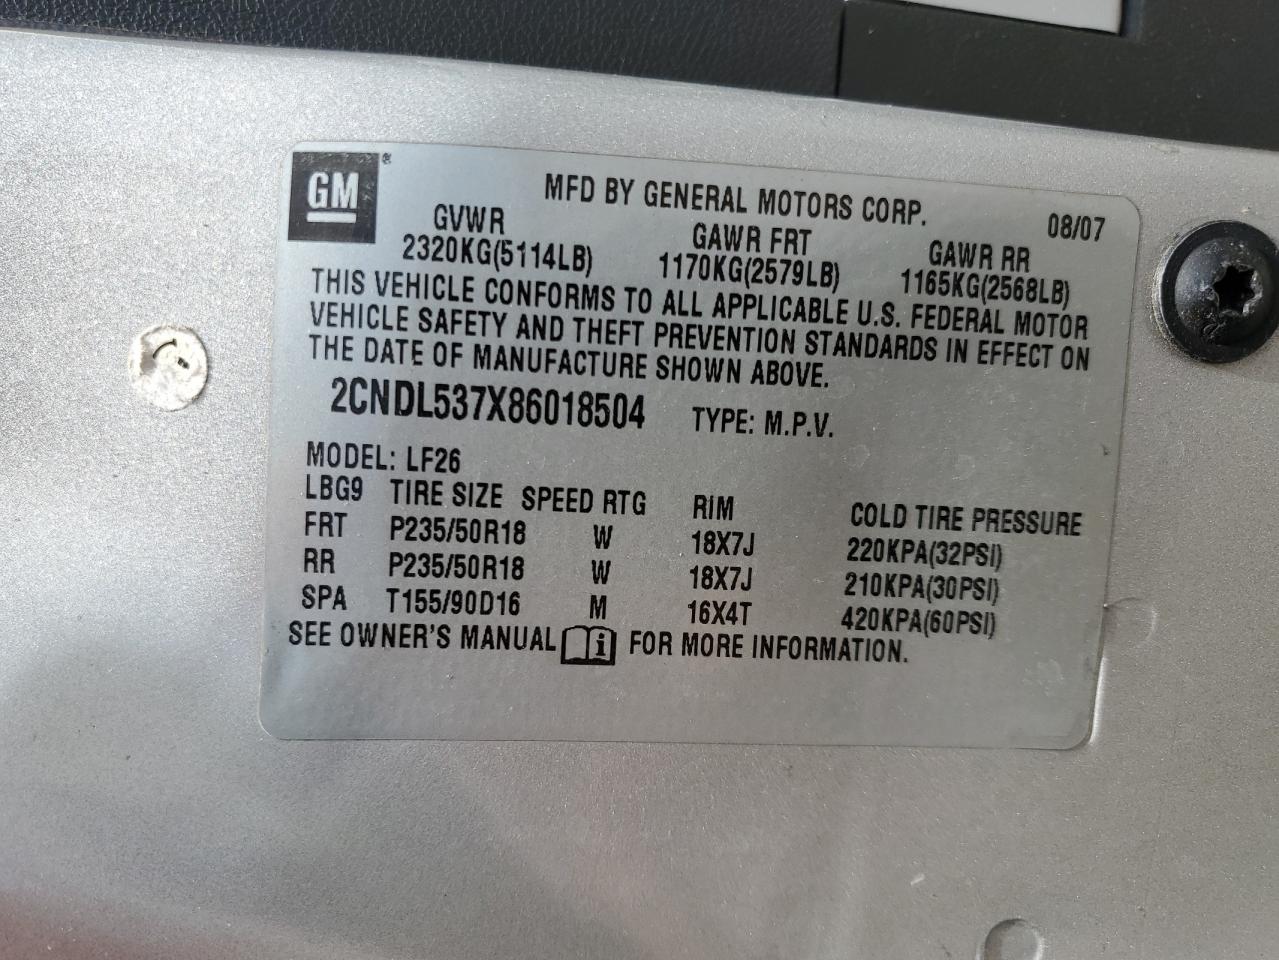 GM
MFD BY GENERAL MOTORS CORP.
08/07
GVWR GAWR FRT GAWR RR
2320KG(5114LB) 1170KG(2579LB) 1165KG(2568LB)
THIS VEHICLE CONFORMS TO ALL APPLICABLE U.S. FEDERAL MOTOR
VEHICLE SAFETY AND THEFT PREVENTION STANDARDS IN EFFECT ON
THE DATE OF MANUFACTURE SHOWN ABOVE.
2CNDL537X86018504 TYPE: M.P.V.
MODEL: LF26
LBG9 TIRE SIZE SPEED RTG RIM COLD TIRE PRESSURE
FRT P235/50R18 W 18X7J 220KPA(32PSI)
RR P235/50R18 W 18X7J 210KPA(30PSI)
SPA T155/90D16 M 16X4T 420KPA(60PSI)
SEE OWNER'S MANUAL i FOR MORE INFORMATION.